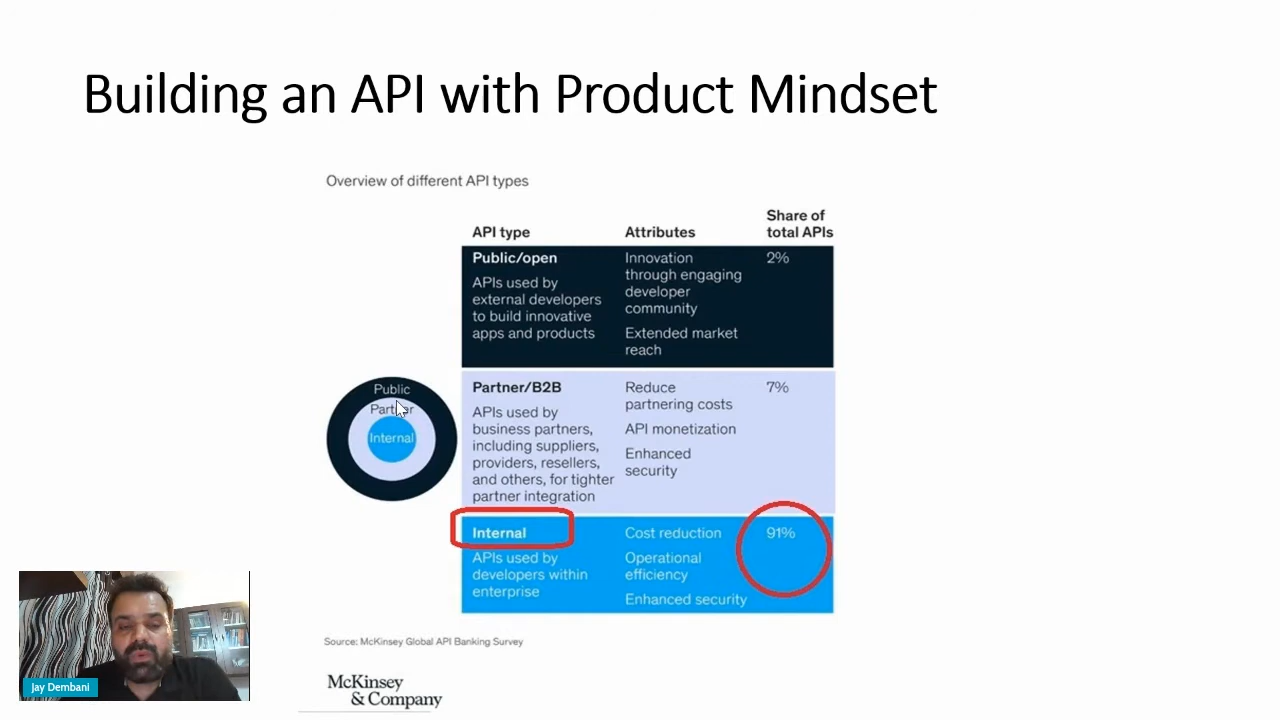 Building an API with Product Mindset
Overview of different API types
API type
Attributes
Share of
total APIs
Public/open
APIs used by
external developers
to build innovative
apps and products
Innovation
through engaging
developer
community
Extended market
reach
2%
Public
Partner
Internal
Partner/B2B
APIs used by
business partners,
including suppliers,
providers, resellers,
and others, for tighter
partner integration
Reduce
partnering costs
API monetization
Enhanced
security
7%
Internal
APIs used by
developers within
enterprise
Cost reduction
Operational
efficiency
Enhanced security
91%
Source: McKinsey Global API Banking Survey
McKinsey
& Company
Jay Dembani